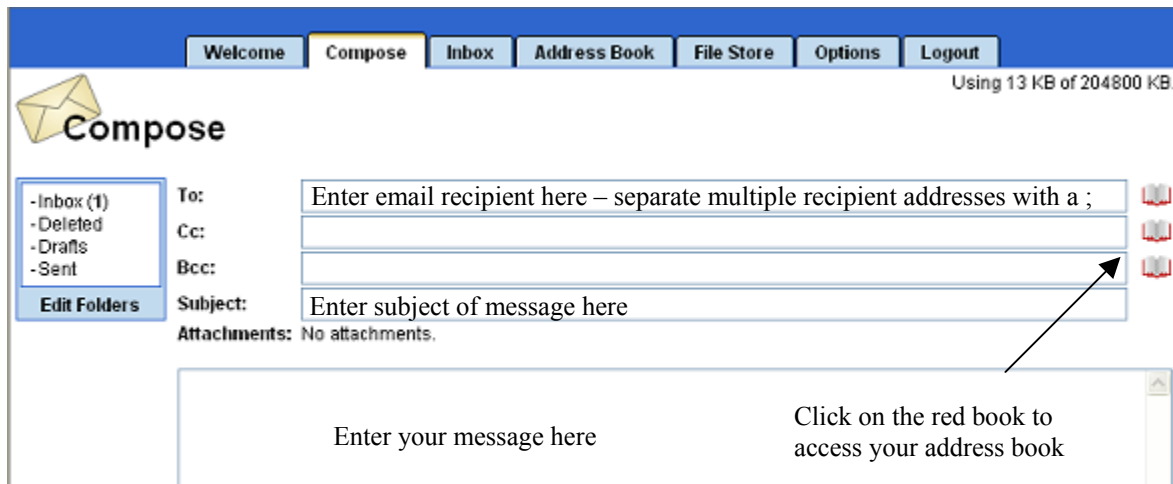 Welcome Compose Inbox Address Book File Store Options Logout
Using 13 KB of 204800 KB.
Compose
-Inbox (1)
-Deleted
-Drafts
-Sent
Edit Folders
To: Enter email recipient here – separate multiple recipient addresses with a ;
Cc:
Bcc:
Subject: Enter subject of message here
Attachments: No attachments.
Enter your message here
Click on the red book to
access your address book